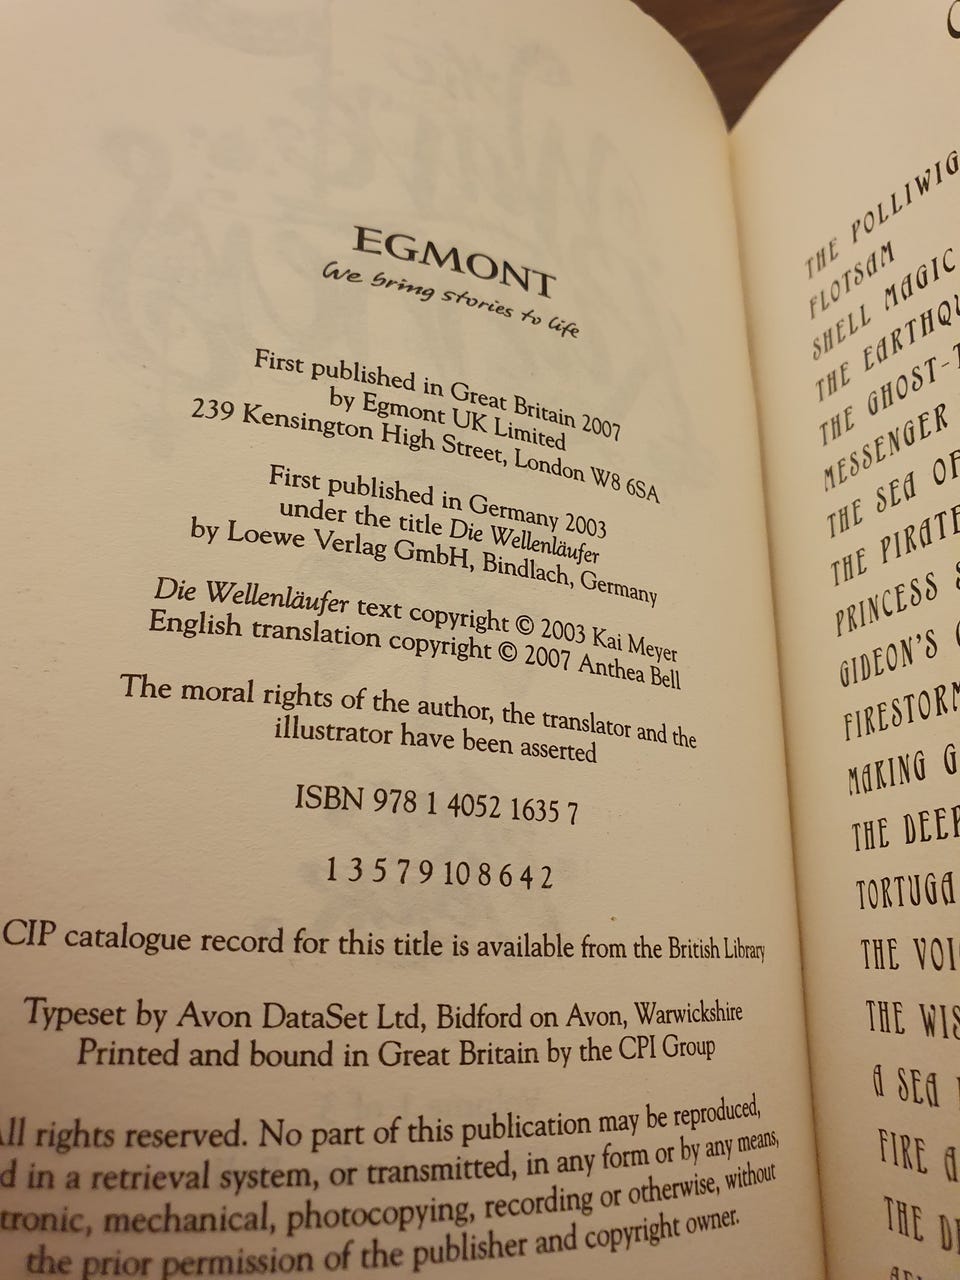 EGMONT
We bring stories to life
First published in Great Britain 2007
by Egmont UK Limited
239 Kensington High Street, London W8 6SA
First published in Germany 2003
under the title Die Wellenläufer
by Loewe Verlag GmbH, Bindlach, Germany
Die Wellenläufer text copyright © 2003 Kai Meyer
English translation copyright © 2007 Anthea Bell
The moral rights of the author, the translator and the
illustrator have been asserted
ISBN 978 1 4052 1635 7
1 3 5 7 9 10 8 6 4 2
CIP catalogue record for this title is available from the British Library
Typeset by Avon DataSet Ltd, Bidford on Avon, Warwickshire
Printed and bound in Great Britain by the CPI Group
ll rights reserved. No part of this publication may be reproduced,
d in a retrieval system, or transmitted, in any form or by any means,
tronic, mechanical, photocopying, recording or otherwise, without
the prior permission of the publisher and copyright owner.
THE POLLIWIG
FLOTSAM
SHELL MAGIC
THE EARTHQU
THE GHOST-T
MESSENGER
THE SEA OF
THE PIRATE
PRINCESS S
GIDEON'S
FIRESTORM
MAKING G
THE DEEP
TORTUGA
THE VOI
THE WIS
A SEA
FIRE A
THE DE